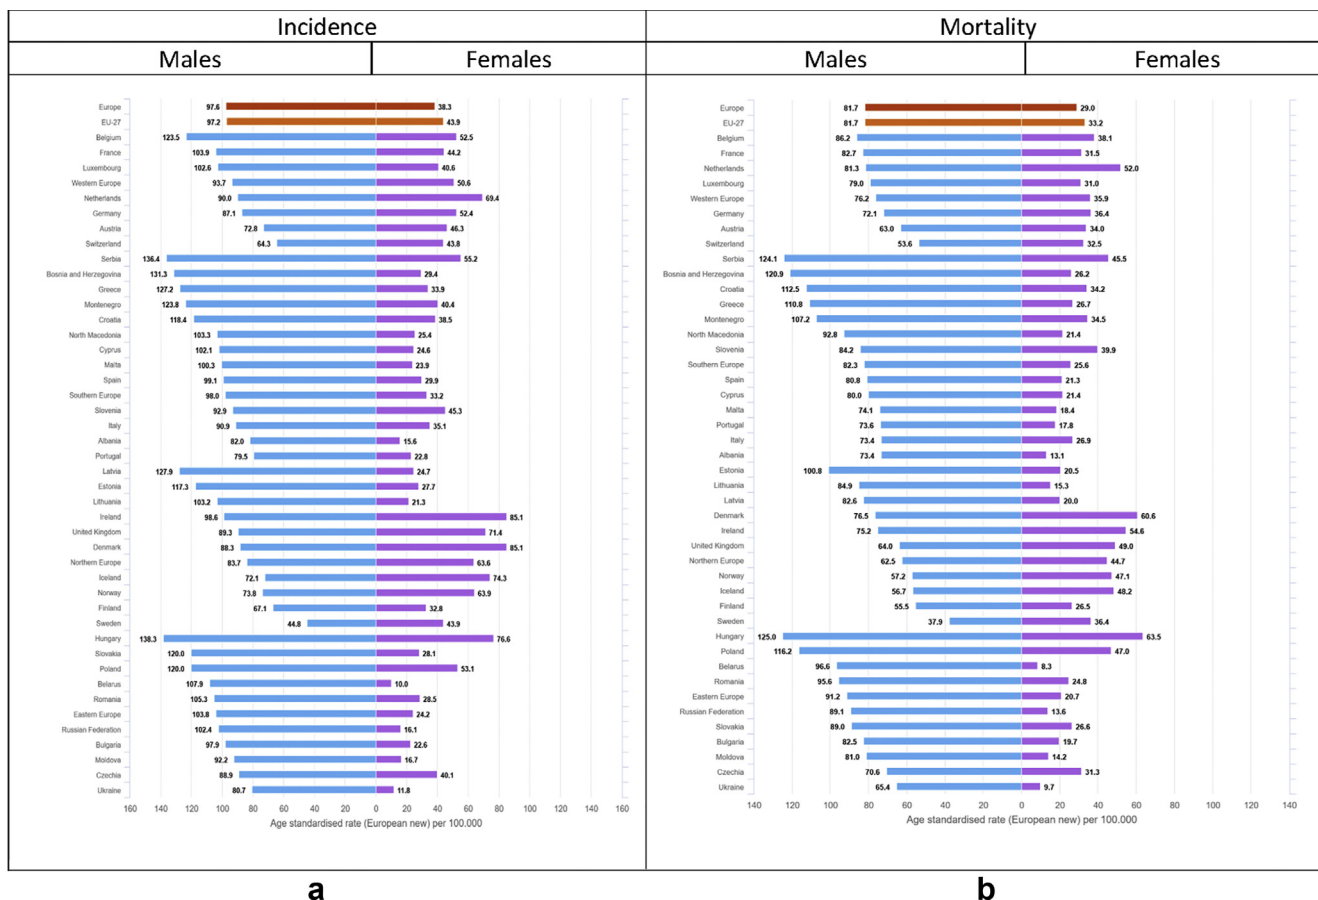 Incidence Mortality
Males Females Males Females
Europe 97.6 38.3
EU-27 97.2 43.9
Belgium 123.5 52.5
France 103.9 44.2
Luxembourg 102.6 40.6
Western Europe 93.7 50.6
Netherlands 90.0 69.4
Germany 87.1 52.4
Austria 72.8 46.3
Switzerland 64.3 43.8
Serbia 136.4 55.2
Bosnia and Herzegovina 131.3 29.4
Greece 127.2 33.9
Montenegro 123.8 40.4
Croatia 118.4 38.5
North Macedonia 103.3 25.4
Cyprus 102.1 24.6
Malta 100.3 23.9
Spain 99.1 29.9
Southern Europe 98.0 33.2
Slovenia 92.9 45.3
Italy 90.9 35.1
Albania 82.0 15.6
Portugal 79.5 22.8
Latvia 127.9 24.7
Estonia 117.3 27.7
Lithuania 103.2 21.3
Ireland 98.6 85.1
United Kingdom 89.3 71.4
Denmark 88.3 85.1
Northern Europe 83.7 63.6
Iceland 72.1 74.3
Norway 73.8 63.9
Finland 67.1 32.8
Sweden 44.8 43.9
Hungary 138.3 76.6
Slovakia 120.0 28.1
Poland 120.0 53.1
Belarus 107.9 10.0
Romania 105.3 28.5
Eastern Europe 103.8 24.2
Russian Federation 102.4 16.1
Bulgaria 97.9 22.6
Moldova 92.2 16.7
Czechia 88.9 40.1
Ukraine 80.7 11.8
160 140 120 100 80 60 40 20 0 20 40 60 80 100 120 140 160
Age standardised rate (European new) per 100.000
a
Europe 81.7 29.0
EU-27 81.7 33.2
Belgium 86.2 38.1
France 82.7 31.5
Netherlands 81.3 52.0
Luxembourg 79.0 31.0
Western Europe 76.2 35.9
Germany 72.1 36.4
Austria 63.0 34.0
Switzerland 53.6 32.5
Serbia 124.1 45.5
Bosnia and Herzegovina 120.9 26.2
Croatia 112.5 34.2
Greece 110.8 26.7
Montenegro 107.2 34.5
North Macedonia 92.8 21.4
Slovenia 84.2 39.9
Southern Europe 82.3 25.6
Spain 80.8 21.3
Cyprus 80.0 21.4
Malta 74.1 18.4
Portugal 73.6 17.8
Italy 73.4 26.9
Albania 73.4 13.1
Estonia 100.8 20.5
Lithuania 84.9 15.3
Latvia 82.6 20.0
Denmark 76.5 60.6
Ireland 75.2 54.6
United Kingdom 64.0 49.0
Northern Europe 62.5 44.7
Norway 57.2 47.1
Iceland 56.7 48.2
Finland 55.5 26.5
Sweden 37.9 36.4
Hungary 125.0 63.5
Poland 116.2 47.0
Belarus 96.6 8.3
Romania 95.6 24.8
Eastern Europe 91.2 20.7
Russian Federation 89.1 13.6
Slovakia 89.0 26.6
Bulgaria 82.5 19.7
Moldova 81.0 14.2
Czechia 70.6 31.3
Ukraine 65.4 9.7
140 120 100 80 60 40 20 0 20 40 60 80 100 120 140
Age standardised rate (European new) per 100.000
b